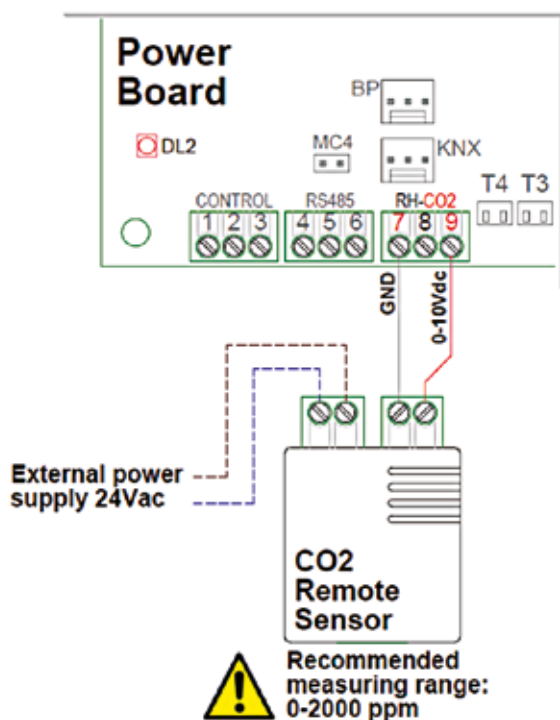 Power
Board
BP
DL2
MC4
KNX
T4 T3
CONTROL RS485 RH-CO2
1 2 3 4 5 6 7 8 9
GND
0-10Vdc
External power
supply 24Vac
CO2
Remote
Sensor
Recommended
measuring range:
0-2000 ppm